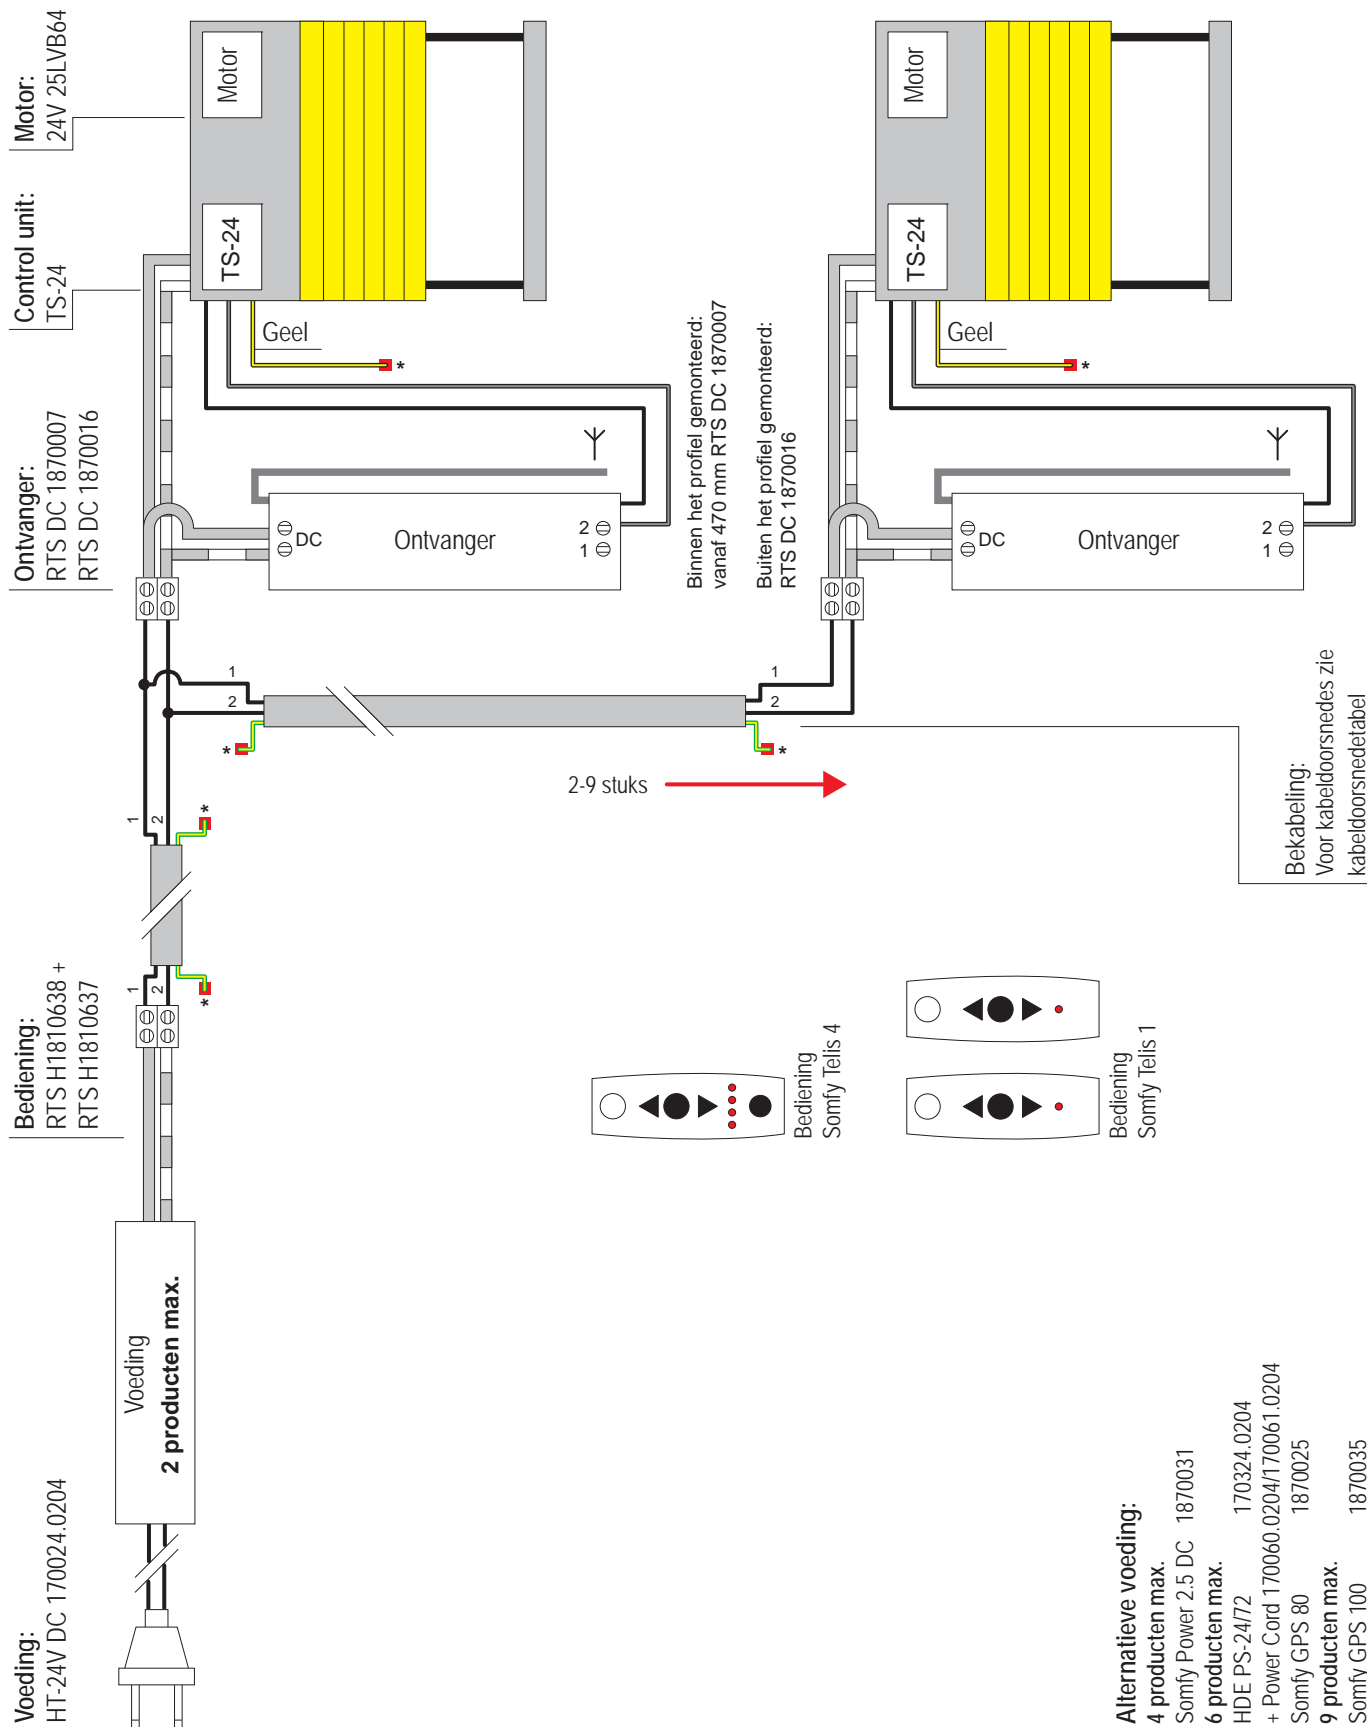 Voeding:
HT-24V DC 170024.0204
Bediening:
RTS H1810638 +
RTS H1810637
Ontvanger:
RTS DC 1870007
RTS DC 1870016
Control unit:
TS-24
Motor:
24V 25LVB64
Voeding
2 producten max.
1
2
*
1
2
*
1
2
*
1
2
*
2-9 stuks
DC
Ontvanger
2
1
Geel
*
TS-24
Motor
Binnen het profiel gemonteerd:
vanaf 470 mm RTS DC 1870007
Buiten het profiel gemonteerd:
RTS DC 1870016
DC
Ontvanger
2
1
Geel
*
TS-24
Motor
Bediening
Somfy Telis 4
Bediening
Somfy Telis 1
Bekabeling:
Voor kabeldoorsnedes zie
kabeldoorsnedetabel
Alternatieve voeding:
4 producten max.
Somfy Power 2.5 DC 1870031
6 producten max.
HDE PS-24/72 170324.0204
+ Power Cord 170060.0204/170061.0204
Somfy GPS 80 1870025
9 producten max.
Somfy GPS 100 1870035